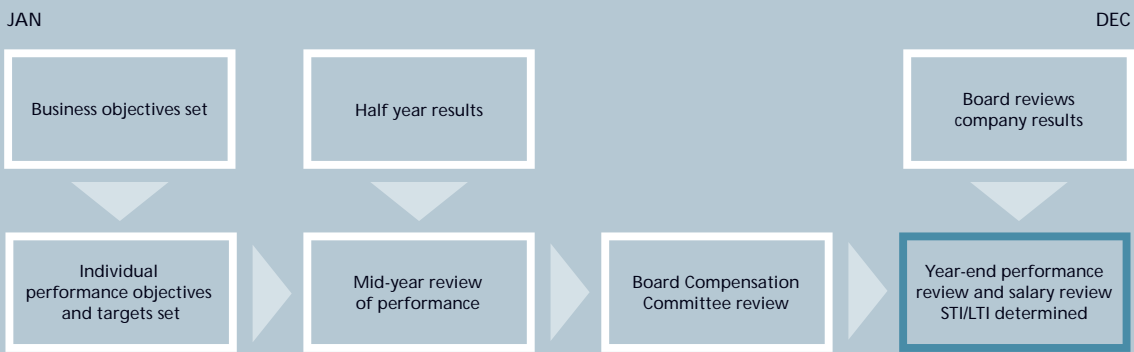 JAN
DEC
Business objectives set
Half year results
Board reviews
company results
Individual
performance objectives
and targets set
Mid-year review
of performance
Board Compensation
Committee review
Year-end performance
review and salary review
STI/LTI determined